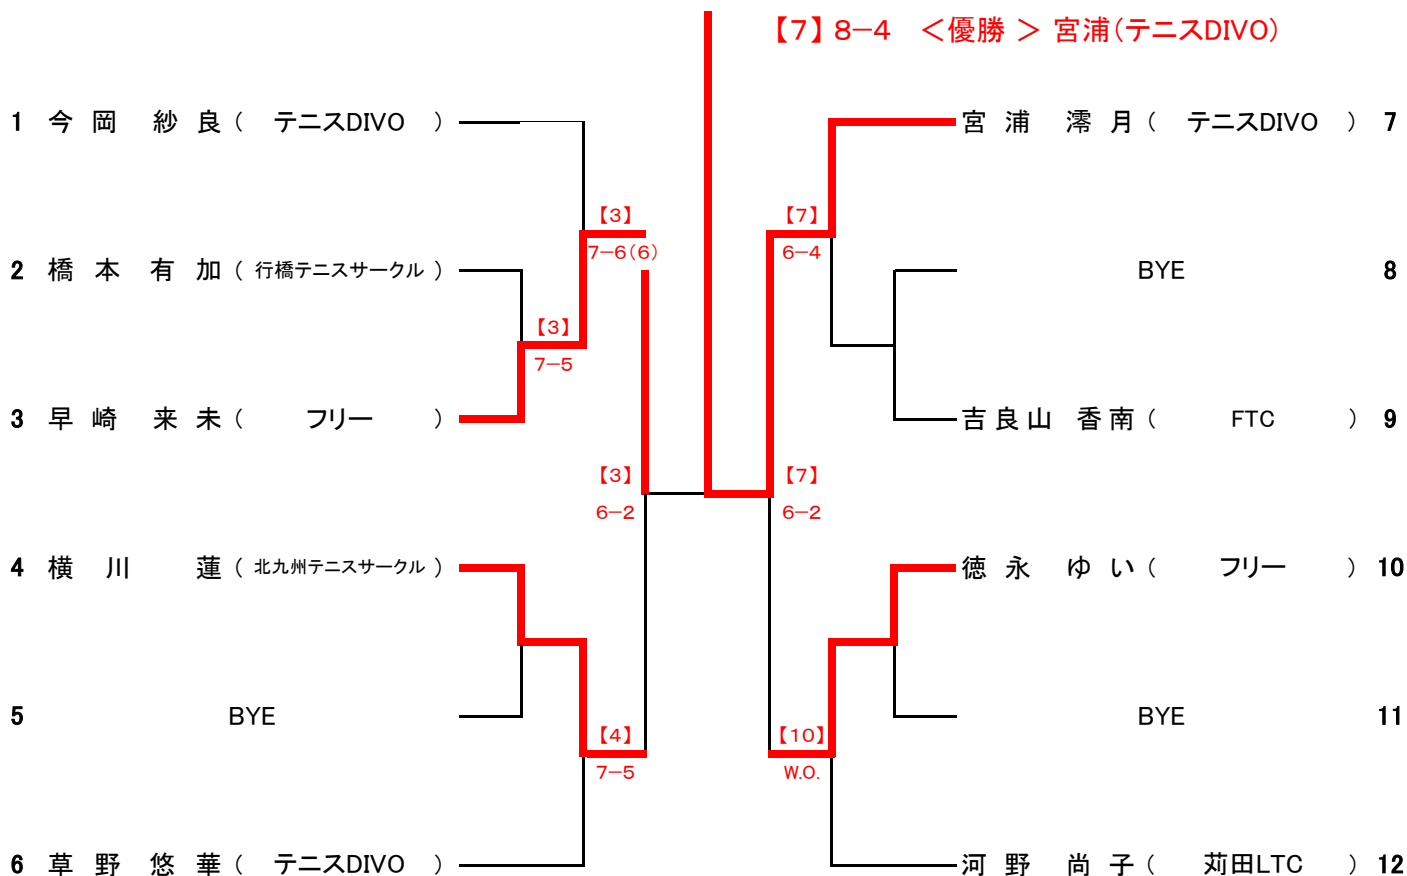 【7】 8-4 ＜優勝＞ 宮浦(テニスDIVO)
1 今岡 紗良 ( テニスDIVO )
宮浦 澪月 ( テニスDIVO ) 7
【3】
7-6(6)
【7】
6-4
2 橋本 有加 ( 行橋テニスサークル )
BYE 8
【3】
7-5
3 早崎 来未 ( フリー )
吉良山 香南 ( FTC ) 9
【3】
6-2
【7】
6-2
4 横川 蓮 ( 北九州テニスサークル )
徳永 ゆい ( フリー ) 10
5 BYE
BYE 11
【4】
7-5
【10】
W.O.
6 草野 悠華 ( テニスDIVO )
河野 尚子 ( 苅田LTC ) 12